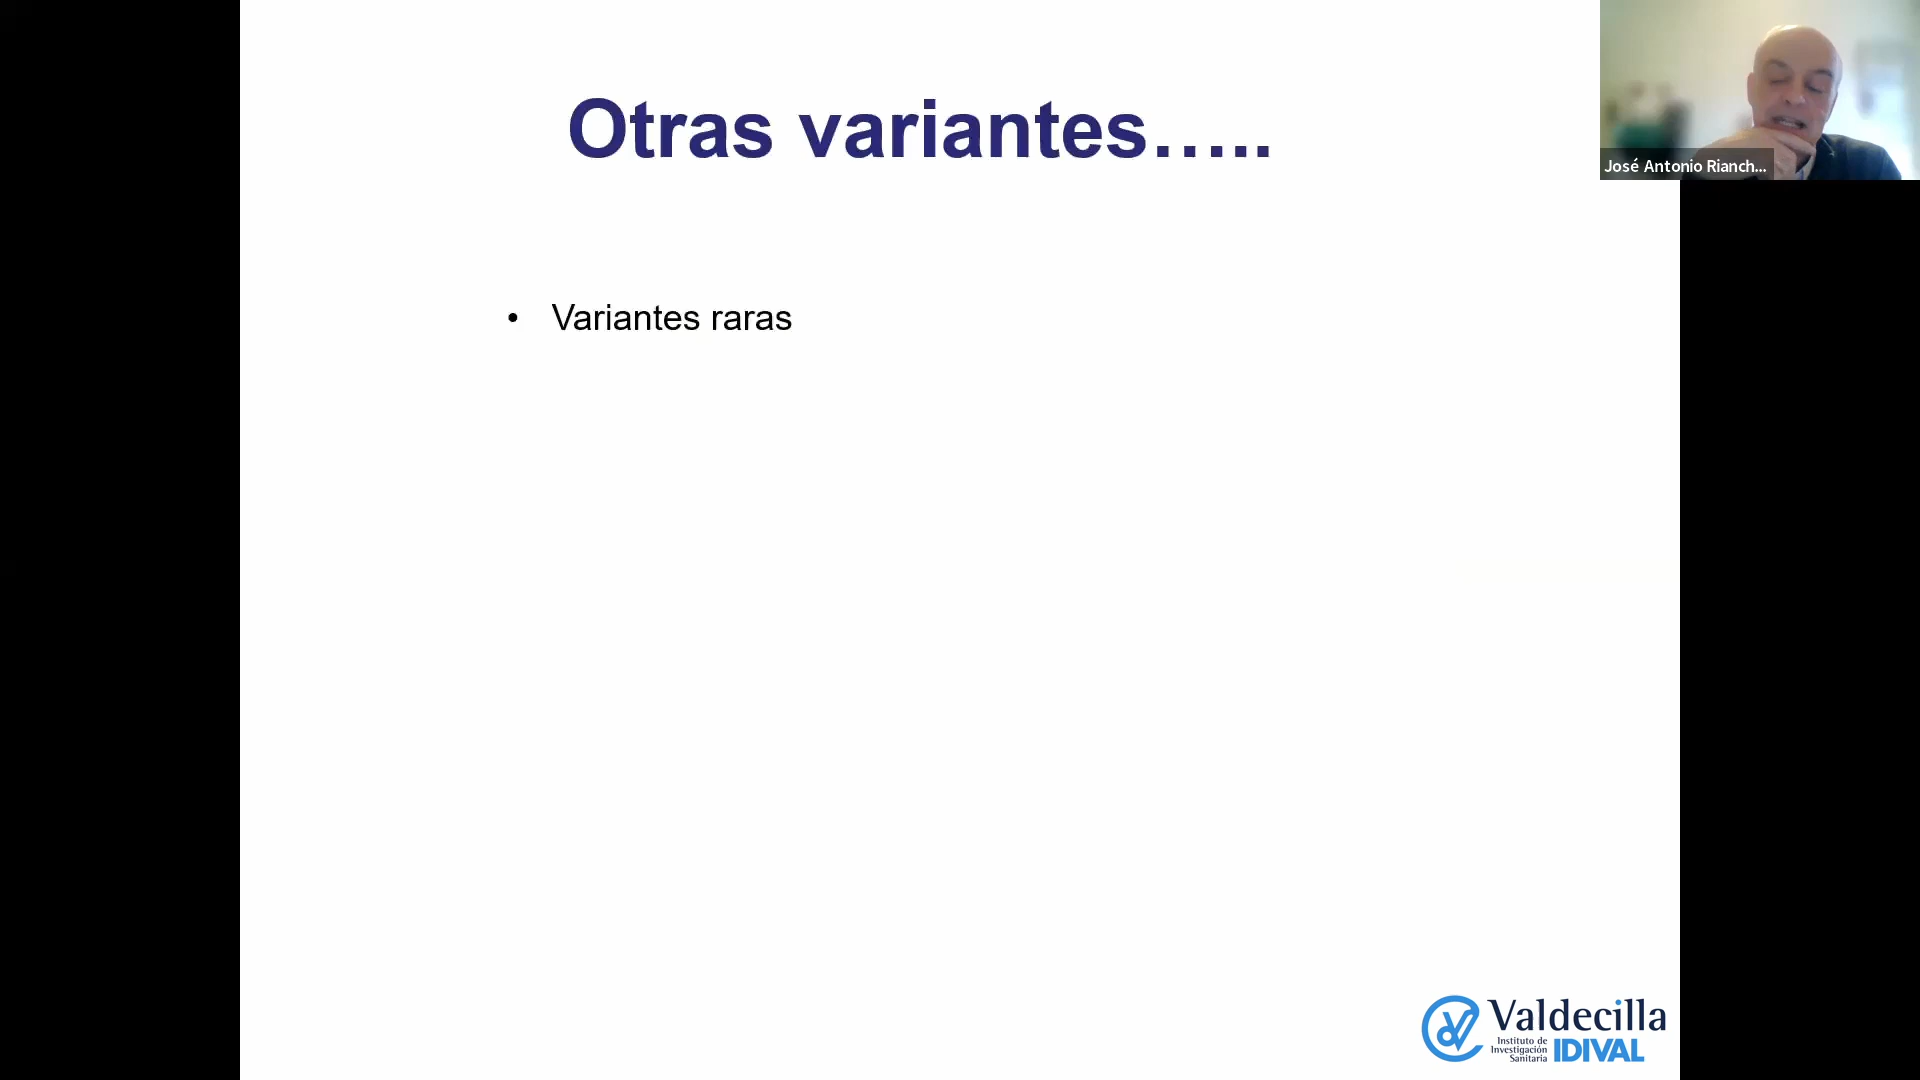 Otras variantes…..
José Antonio Rianch...
• Variantes raras
Valdecilla
Instituto de
Investigación
Sanitaria
IDIVAL